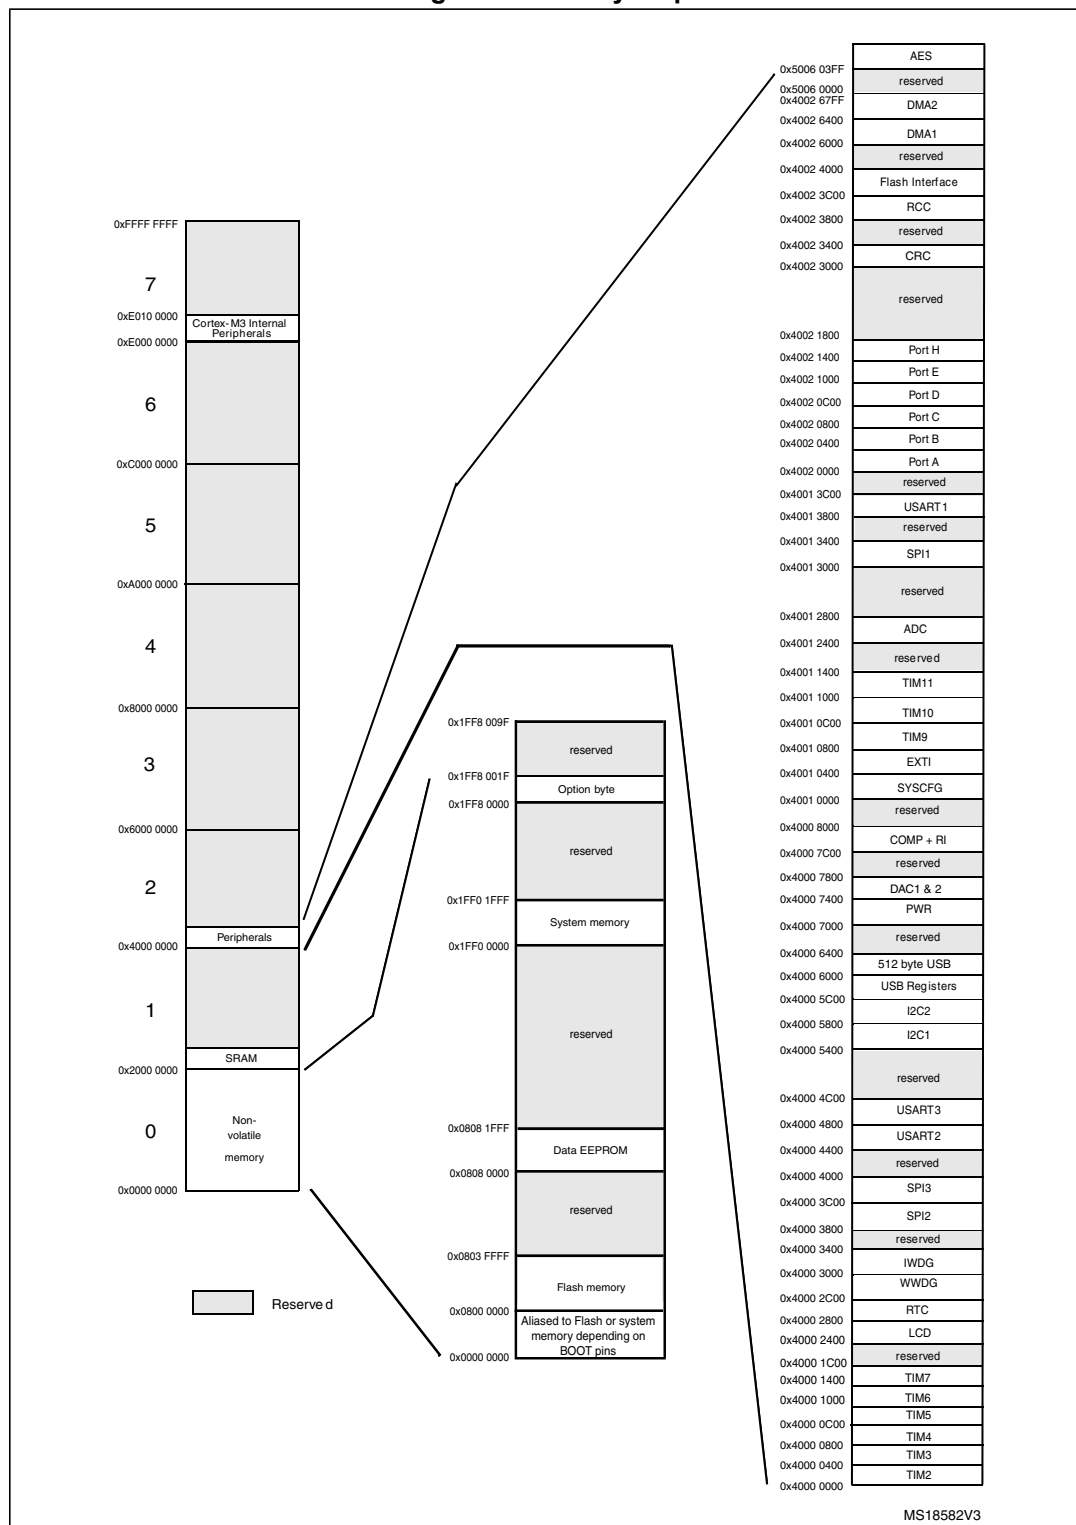 0xFFFF FFFF
7
0xE010 0000
Cortex-M3 Internal
Peripherals
0xE000 0000
6
0xC000 0000
5
0xA000 0000
4
0x8000 0000
3
0x6000 0000
2
Peripherals
0x4000 0000
1
SRAM
0x2000 0000
0
Non-
volatile
memory
0x0000 0000
Reserved
0x1FF8 009F
reserved
0x1FF8 001F
Option byte
0x1FF8 0000
reserved
0x1FF0 1FFF
System memory
0x1FF0 0000
reserved
0x0808 1FFF
Data EEPROM
0x0808 0000
reserved
0x0803 FFFF
Flash memory
0x0800 0000
Aliased to Flash or system
memory depending on
BOOT pins
0x0000 0000
AES
0x5006 03FF
reserved
0x5006 0000
0x4002 67FF
DMA2
0x4002 6400
DMA1
0x4002 6000
reserved
0x4002 4000
Flash Interface
0x4002 3C00
RCC
0x4002 3800
reserved
0x4002 3400
CRC
0x4002 3000
reserved
0x4002 1800
Port H
0x4002 1400
Port E
0x4002 1000
Port D
0x4002 0C00
Port C
0x4002 0800
Port B
0x4002 0400
Port A
0x4002 0000
reserved
0x4001 3C00
USART1
0x4001 3800
reserved
0x4001 3400
SPI1
0x4001 3000
reserved
0x4001 2800
ADC
0x4001 2400
reserved
0x4001 1400
TIM11
0x4001 1000
TIM10
0x4001 0C00
TIM9
0x4001 0800
EXTI
0x4001 0400
SYSCFG
0x4001 0000
reserved
0x4000 8000
COMP + RI
0x4000 7C00
reserved
0x4000 7800
DAC1 & 2
0x4000 7400
PWR
0x4000 7000
reserved
0x4000 6400
512 byte USB
0x4000 6000
USB Registers
0x4000 5C00
I2C2
0x4000 5800
I2C1
0x4000 5400
reserved
0x4000 4C00
USART3
0x4000 4800
USART2
0x4000 4400
reserved
0x4000 4000
SPI3
0x4000 3C00
SPI2
0x4000 3800
reserved
0x4000 3400
IWDG
0x4000 3000
WWDG
0x4000 2C00
RTC
0x4000 2800
LCD
0x4000 2400
reserved
0x4000 1C00
TIM7
0x4000 1400
TIM6
0x4000 1000
TIM5
0x4000 0C00
TIM4
0x4000 0800
TIM3
0x4000 0400
TIM2
0x4000 0000
MS18582V3